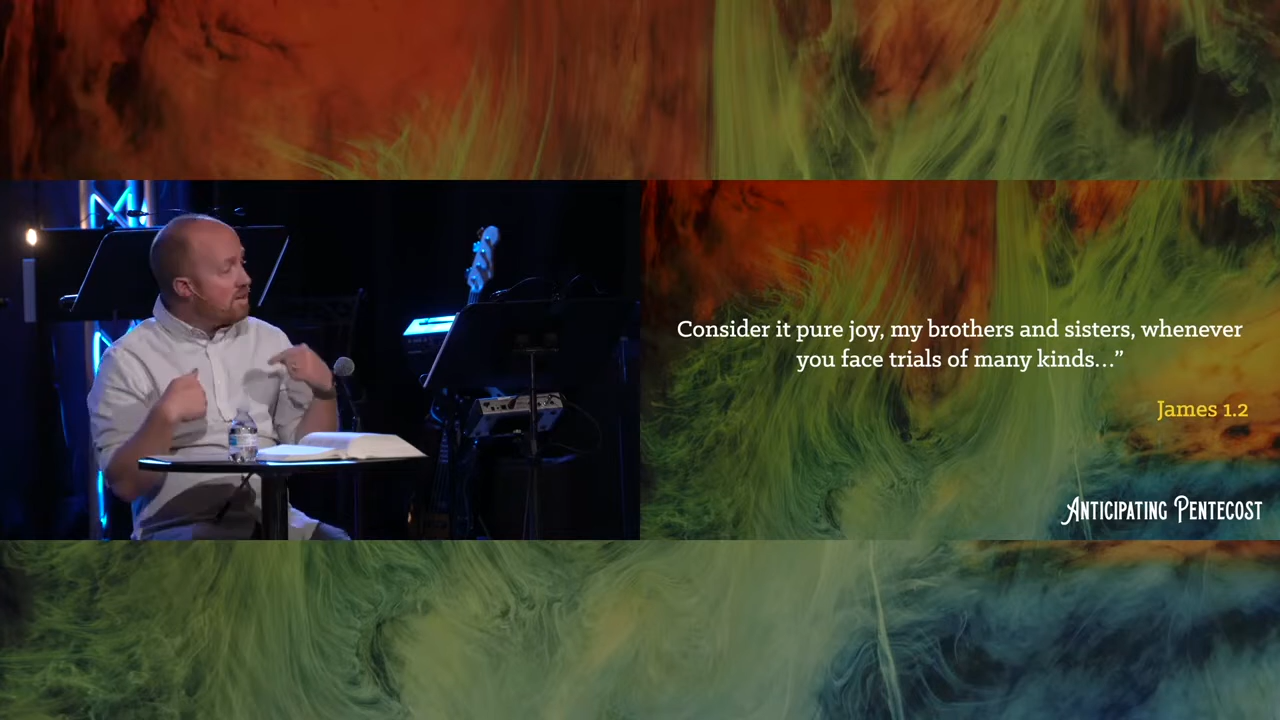 Consider it pure joy, my brothers and sisters, whenever
you face trials of many kinds…”
James 1.2
Anticipating Pentecost